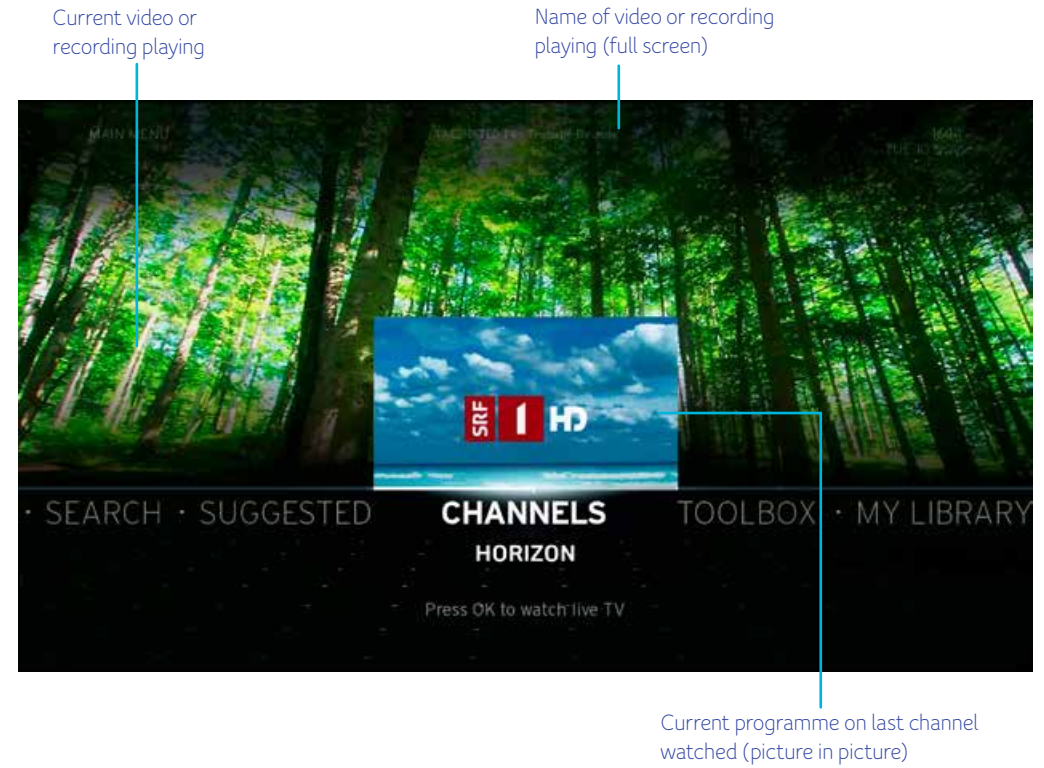 Current video or
recording playing
Name of video or recording
playing (full screen)
MAIN MENU
TUE 10
SRF 1 HD
· SEARCH · SUGGESTED CHANNELS TOOLBOX · MY LIBRARY
HORIZON
Press OK to watch live TV
Current programme on last channel
watched (picture in picture)